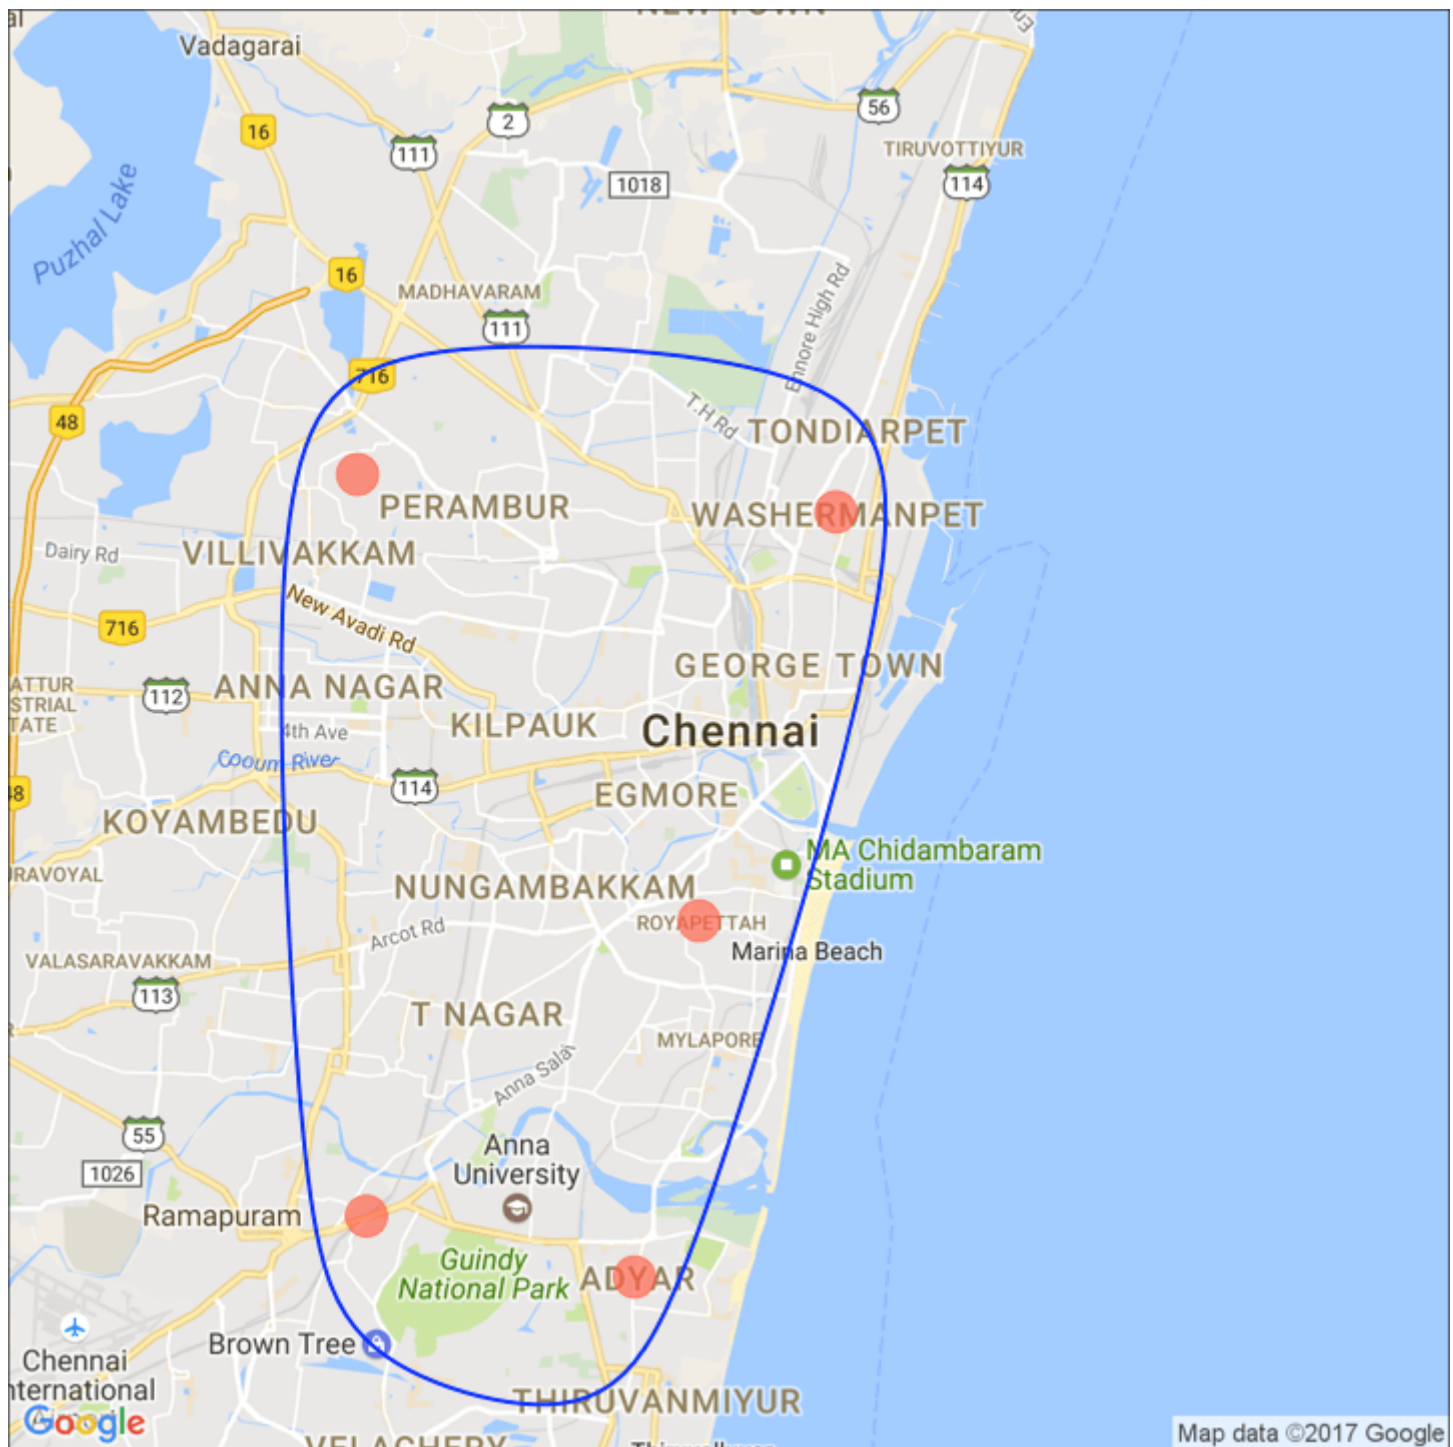 Vadagarai
16
2
111
56
TIRUVOTTIYUR
1018
114
Puzhal Lake
16
MADHAVARAM
111
Ennore High Rd
716
48
T.H Rd
TONDIARPET
PERAMBUR
WASHERMANPET
Dairy Rd
VILLIVAKKAM
New Avadi Rd
716
GEORGE TOWN
ATTUR
STRIAL
TATE
112
ANNA NAGAR
4th Ave
KILPAUK
Chennai
Cooum River
48
114
EGMORE
KOYAMBEDU
MA Chidambaram
Stadium
URAVOYAL
NUNGAMBAKKAM
ROYAPETTAH
Arcot Rd
Marina Beach
VALASARAVAKKAM
113
T NAGAR
MYLAPORE
Anna Salai
55
Anna
University
1026
Ramapuram
Guindy
National Park
ADYAR
Brown Tree
Chennai
nternational
Google
THIRUVANMIYUR
VELACHERY
Map data ©2017 Google